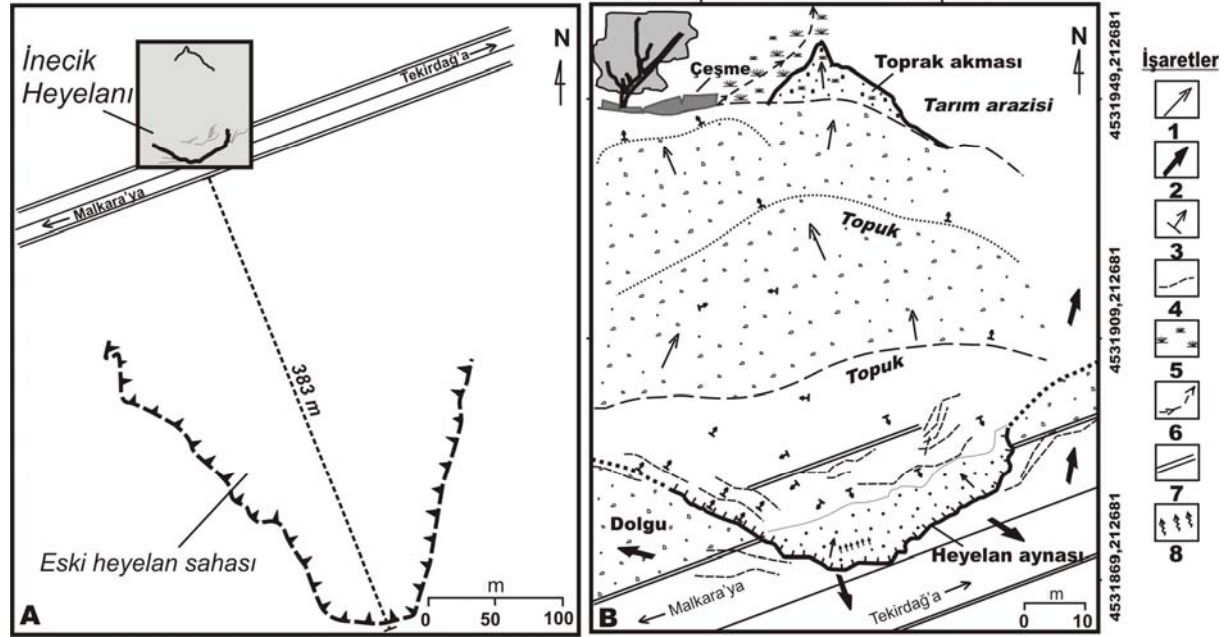 İnecik
Heyelanı
N
Tekirdağ'a
Malkara'ya
383 m
Eski heyelan sahası
m
0 50 100
A
Çeşme
Toprak akması
Tarım arazisi
N
Topuk
Topuk
Dolgu
Heyelan aynası
Malkara'ya
Tekirdağ'a
m
0 10
B
4531949,212681
4531909,212681
4531869,212681
İşaretler
1
2
3
4
5
6
7
8